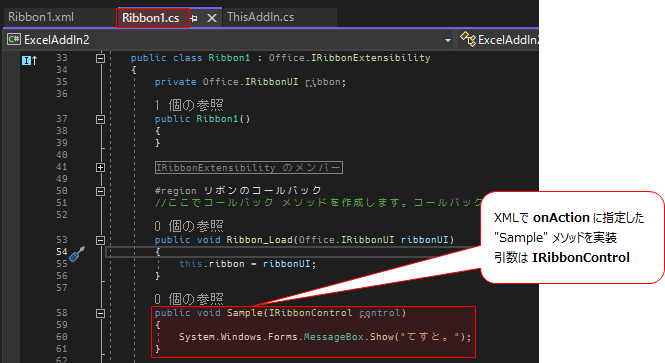 Ribbon1.xml
Ribbon1.cs
ThisAddIn.cs
C# ExcelAddIn2
ExcelAddIn2
33 public class Ribbon1 : Office.IRibbonExtensibility
34 {
35 private Office.IRibbonUI ribbon;
36
1 個の参照
37 public Ribbon1()
38 {
39 }
40
41 IRibbonExtensibility のメンバー
49
50 #region リボンのコールバック
51 //ここでコールバック メソッドを作成します。コールバック
52
0 個の参照
53 public void Ribbon_Load(Office.IRibbonUI ribbonUI)
54 {
55 this.ribbon = ribbonUI;
56 }
57
0 個の参照
58 public void Sample(IRibbonControl control)
59 {
60 System.Windows.Forms.MessageBox.Show("てすと。");
61 }
62
XMLで onAction に指定した
"Sample" メソッドを実装
引数は IRibbonControl